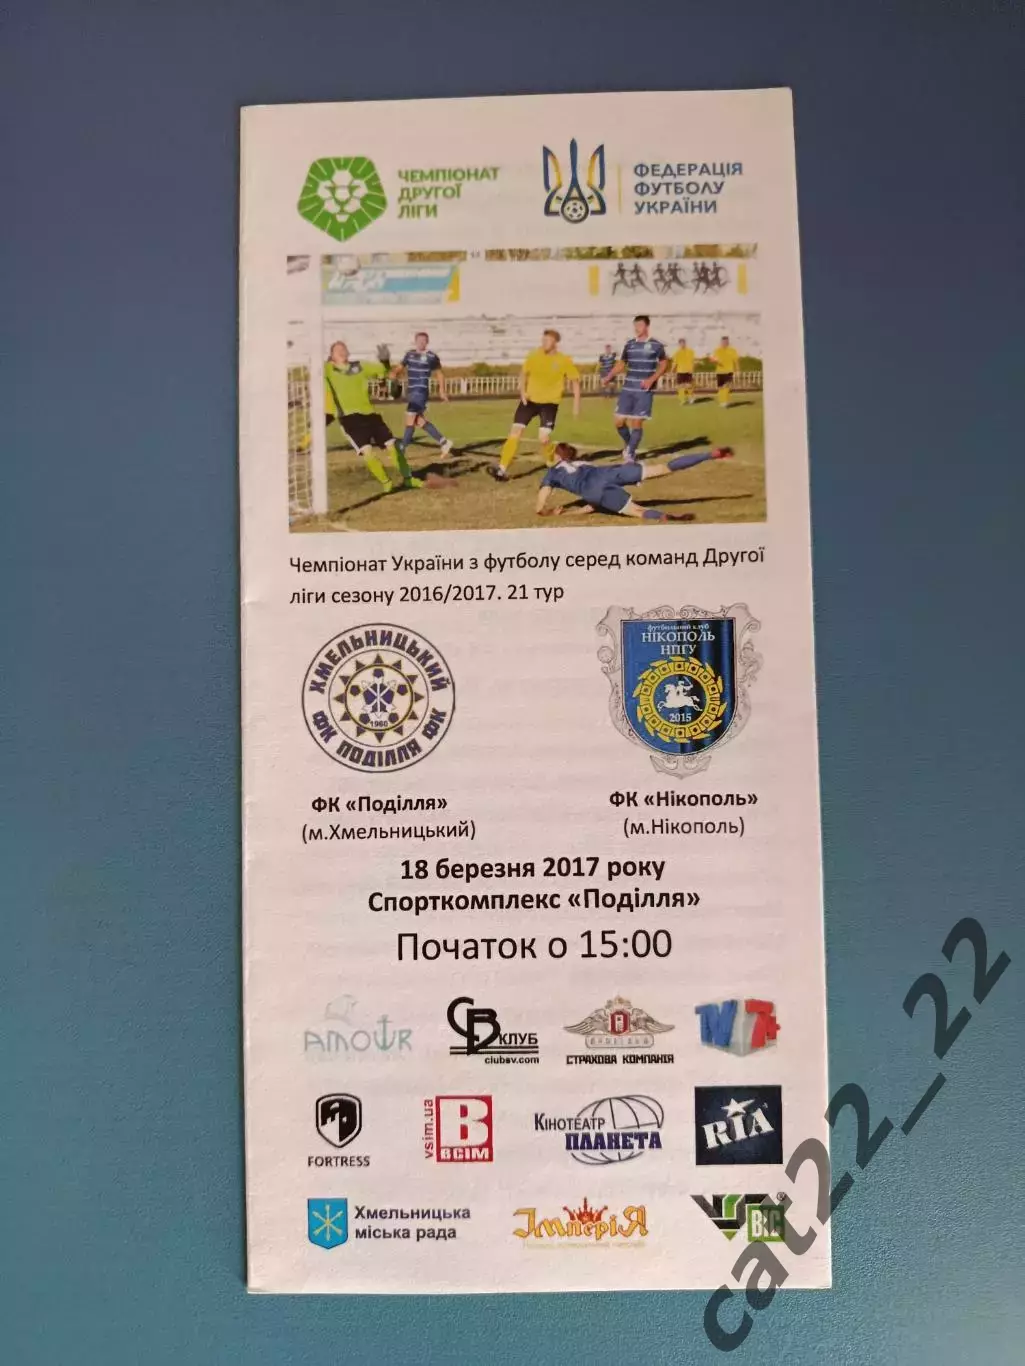 ЧЕМПІОНАТ
ДРУГОЇ
ЛІГИ
ФЕДЕРАЦІЯ
ФУТБОЛУ
УКРАЇНИ
Чемпіонат України з футболу серед команд Другої
ліги сезону 2016/2017. 21 тур
ХМЕЛЬНИЦЬКИЙ
1960
ФК ПОДІЛЛЯ ФК
футбольний клуб
НІКОПОЛЬ
НПГУ
2015
ФК «Поділля»
(м.Хмельницький)
ФК «Нікополь»
(м.Нікополь)
18 березня 2017 року
Спорткомплекс «Поділля»
Початок о 15:00
AMOUR
СВ КЛУБ
clubsv.com
СТРАХОВА КОМПАНІЯ
TV7+
FORTRESS
vsim.ua
В
ВСІМ
КІНОТЕАТР
ПЛАНЕТА
RIA
Хмельницька
міська рада
ІмперіЯ
ВІС
cat22_22